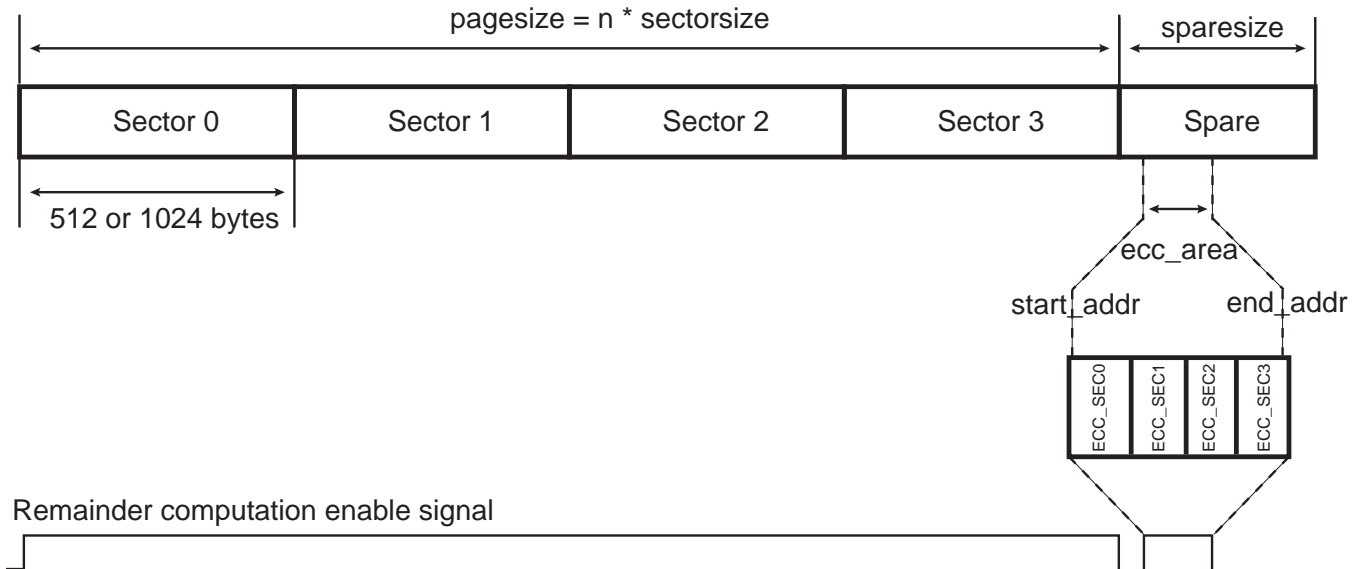 pagesize = n * sectorsize
sparesize
Sector 0
Sector 1
Sector 2
Sector 3
Spare
512 or 1024 bytes
ecc_area
start_addr
end_addr
ECC_SEC0
ECC_SEC1
ECC_SEC2
ECC_SEC3
Remainder computation enable signal